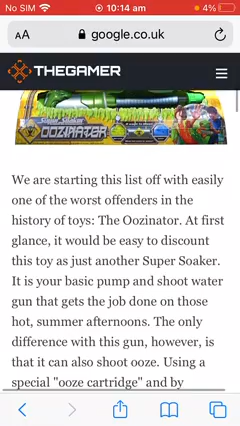 No SIM
10:14 am
4%
AA
google.co.uk
THEGAMER
Super Soaker
OOZINATOR
We are starting this list off with easily
one of the worst offenders in the
history of toys: The Oozinator. At first
glance, it would be easy to discount
this toy as just another Super Soaker.
It is your basic pump and shoot water
gun that gets the job done on those
hot, summer afternoons. The only
difference with this gun, however, is
that it can also shoot ooze. Using a
special "ooze cartridge" and by